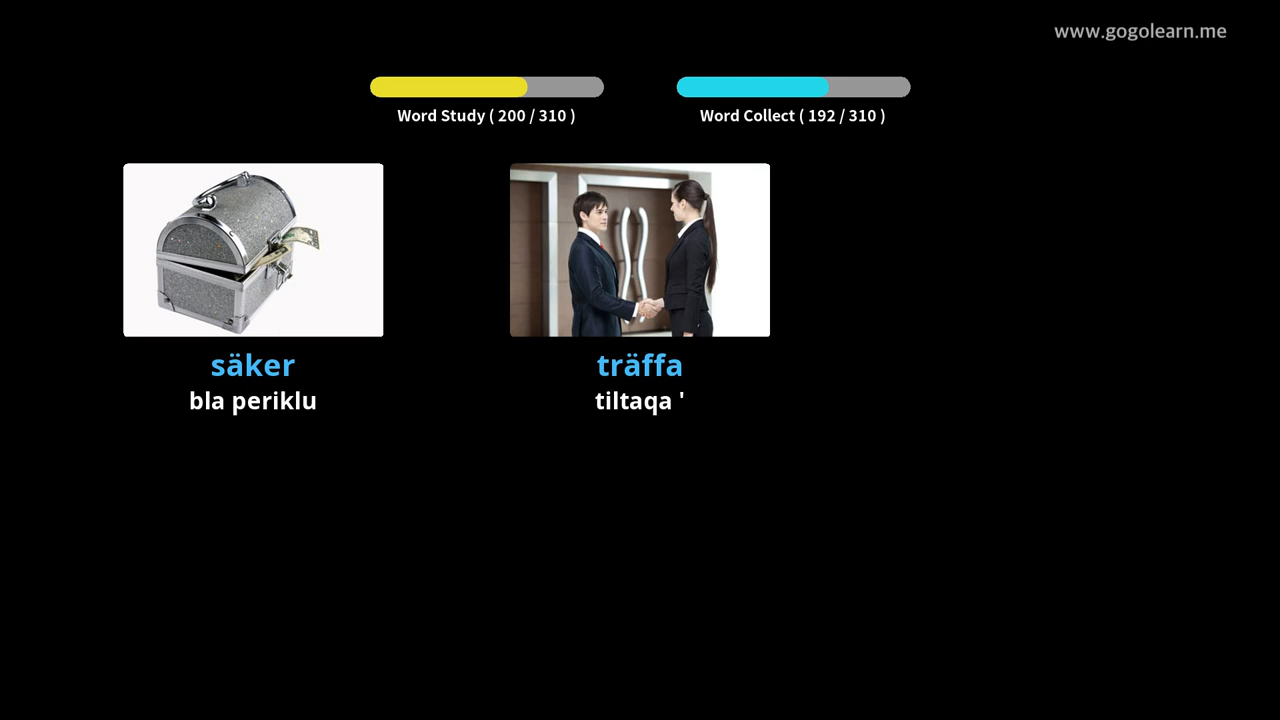 www.gogolearn.me
Word Study ( 200 / 310 )
Word Collect ( 192 / 310 )
säker
bla periklu
träffa
tiltaqa '